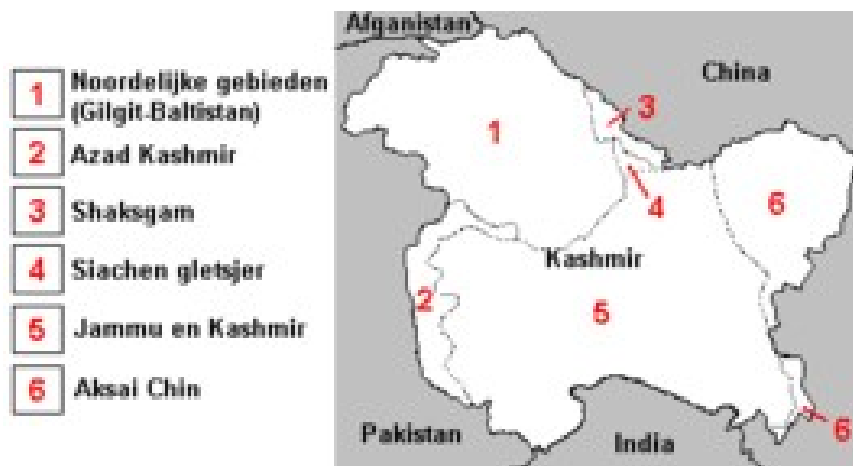 1 Noordelijke gebieden
(Gilgit-Baltistan)
2 Azad Kashmir
3 Shaksgam
4 Siachen gletsjer
5 Jammu en Kashmir
6 Aksai Chin
Afganistan
China
3
1
4
6
Kashmir
2
5
Pakistan
India
6